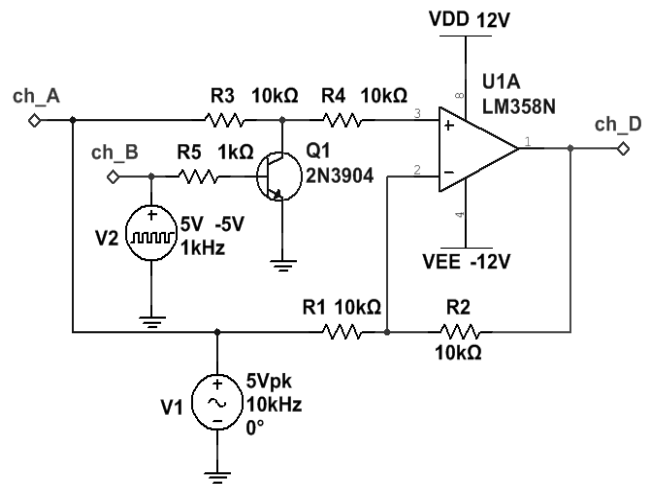 VDD 12V
U1A
LM358N
8
ch_A
R3 10kΩ
R4 10kΩ
3
1
ch_D
ch_B
R5 1kΩ
Q1
2N3904
2
4
V2
5V -5V
1kHz
VEE -12V
R1 10kΩ
R2
10kΩ
V1
5Vpk
10kHz
0°